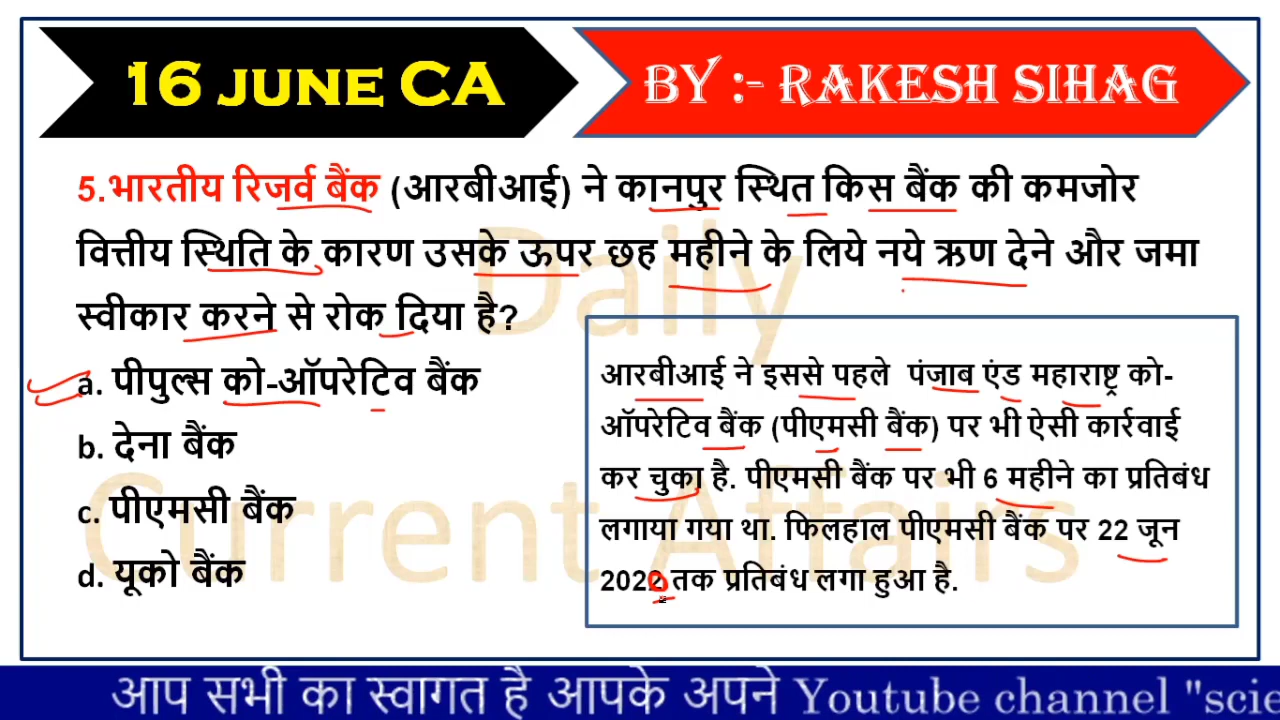 16 JUNE CA
BY :- RAKESH SIHAG
5.भारतीय रिजर्व बैंक (आरबीआई) ने कानपुर स्थित किस बैंक की कमजोर
वित्तीय स्थिति के कारण उसके ऊपर छह महीने के लिये नये ऋण देने और जमा
स्वीकार करने से रोक दिया है?
a. पीपुल्स को-ऑपरेटिव बैंक
b. देना बैंक
c. पीएमसी बैंक
d. यूको बैंक
आरबीआई ने इससे पहले पंजाब एंड महाराष्ट्र को-
ऑपरेटिव बैंक (पीएमसी बैंक) पर भी ऐसी कार्रवाई
कर चुका है. पीएमसी बैंक पर भी 6 महीने का प्रतिबंध
लगाया गया था. फिलहाल पीएमसी बैंक पर 22 जून
2022 तक प्रतिबंध लगा हुआ है.
Daily
Current Affairs
आप सभी का स्वागत है आपके अपने Youtube channel "scie